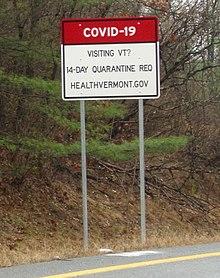 COVID-19
VISITING VT?
14-DAY QUARANTINE REQ
HEALTHVERMONT.GOV